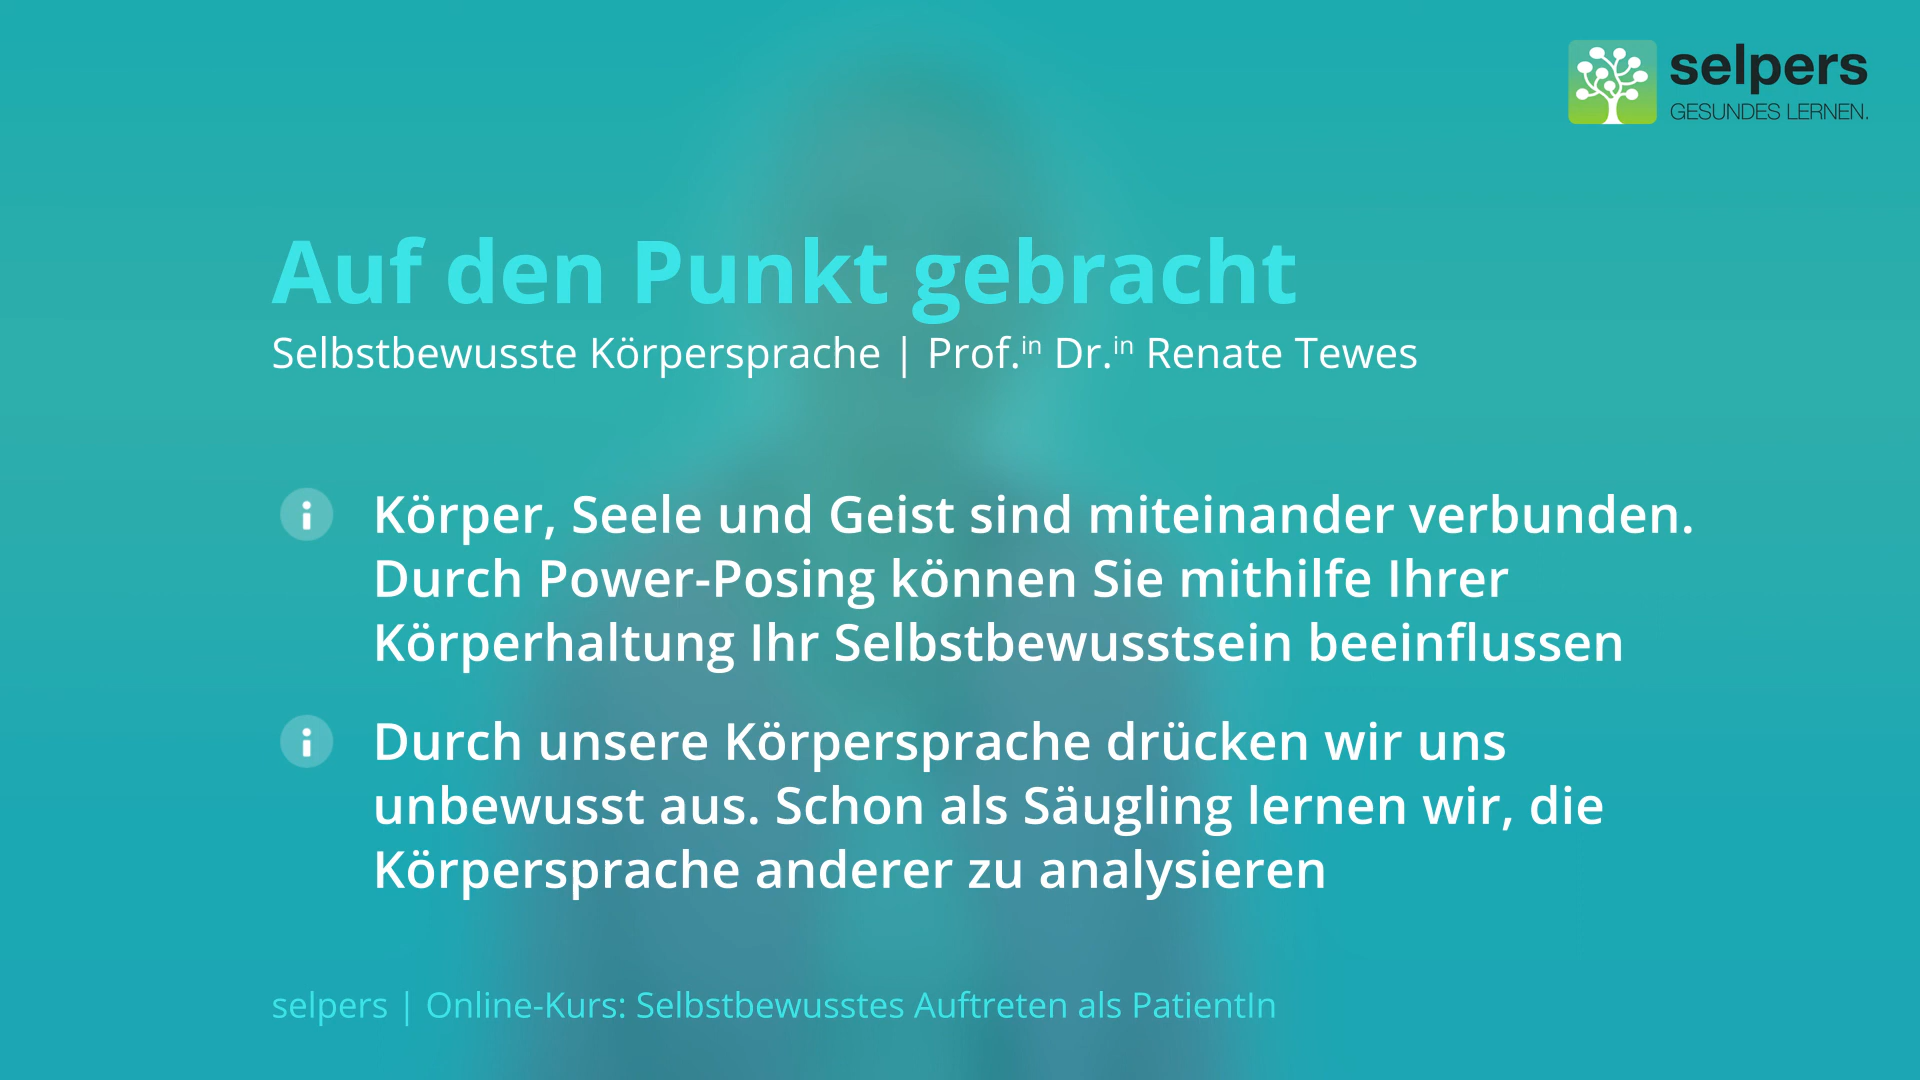 selpers
GESUNDES LERNEN.
Auf den Punkt gebracht
Selbstbewusste Körpersprache | Prof.in Dr.in Renate Tewes
Körper, Seele und Geist sind miteinander verbunden.
Durch Power-Posing können Sie mithilfe Ihrer
Körperhaltung Ihr Selbstbewusstsein beeinflussen
Durch unsere Körpersprache drücken wir uns
unbewusst aus. Schon als Säugling lernen wir, die
Körpersprache anderer zu analysieren
selpers | Online-Kurs: Selbstbewusstes Auftreten als PatientIn